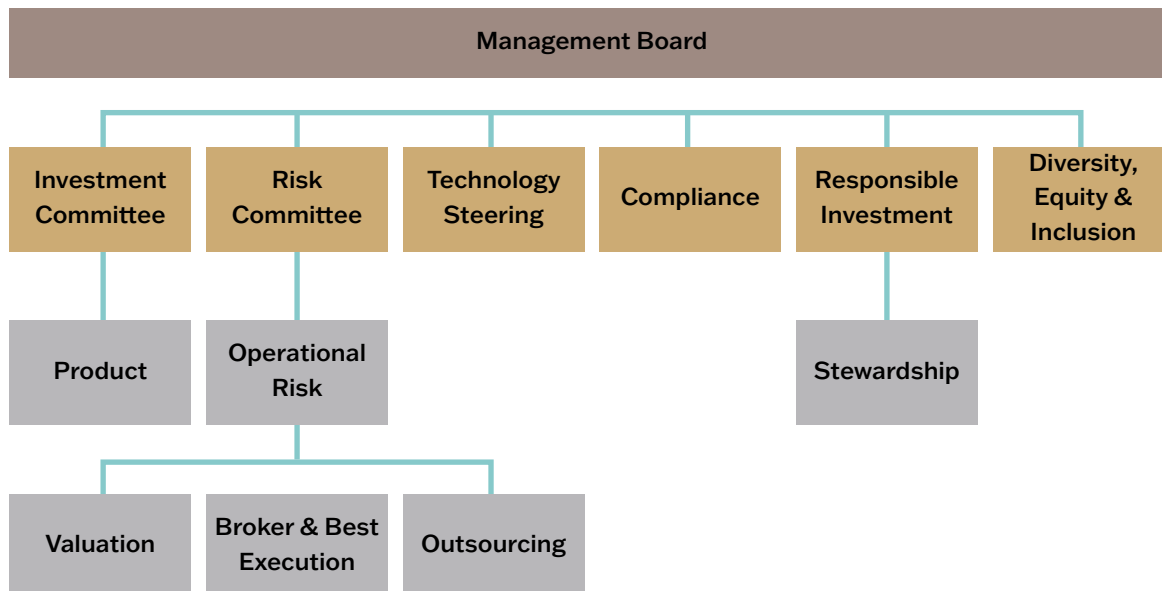 Management Board
Investment
Committee
Risk
Committee
Technology
Steering
Compliance
Responsible
Investment
Diversity,
Equity &
Inclusion
Product
Operational
Risk
Stewardship
Valuation
Broker & Best
Execution
Outsourcing